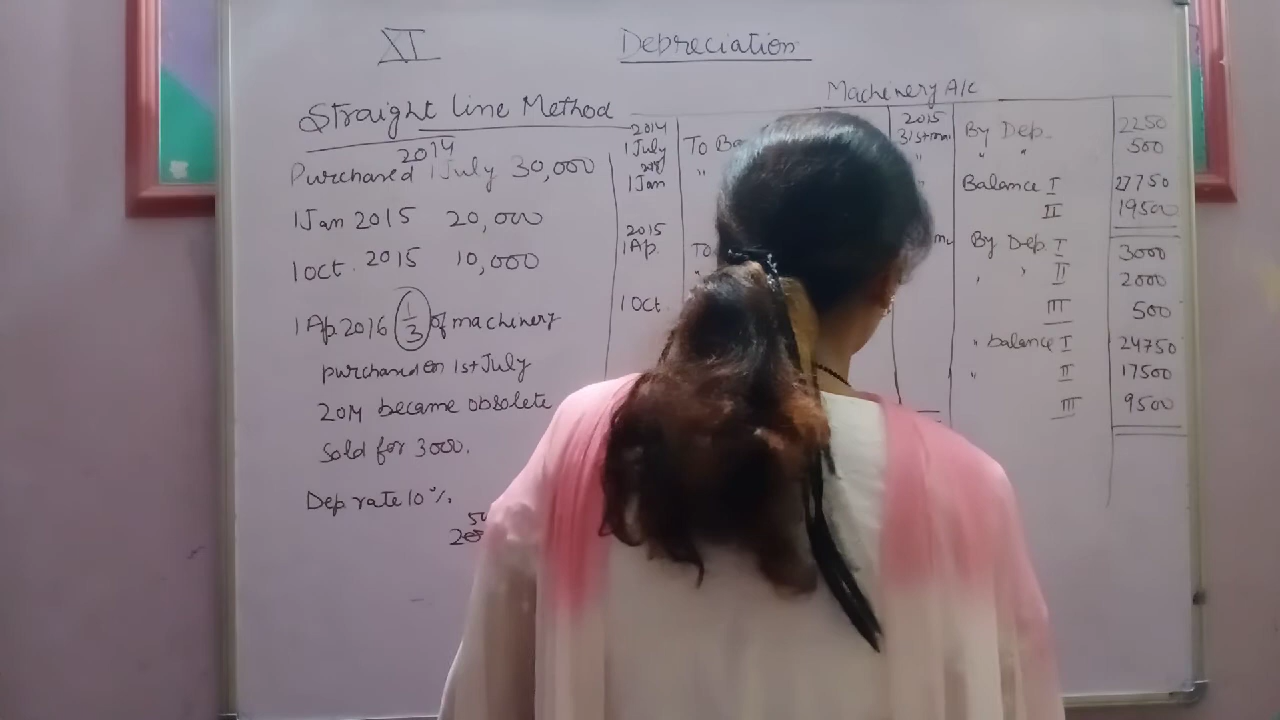 XI
Depreciation
Straight Line Method
2014
Purchased 1 July 30,000
1 Jan 2015 20,000
1 Oct. 2015 10,000
1 Ap. 2016 1/3 of machinery
purchased on 1st July
2014 became obsolete
Sold for 3000.
Dep. rate 10%
Machinery A/c
2014
1 July To
1 Jan "
2015
1 Ap. To
1 Oct
2015
31st mar By Dep. 2250
" " " 500
Balance I 27750
II 19500
By Dep. I 3000
" " II 2000
III 500
" balance I 24750
" II 17500
III 9500